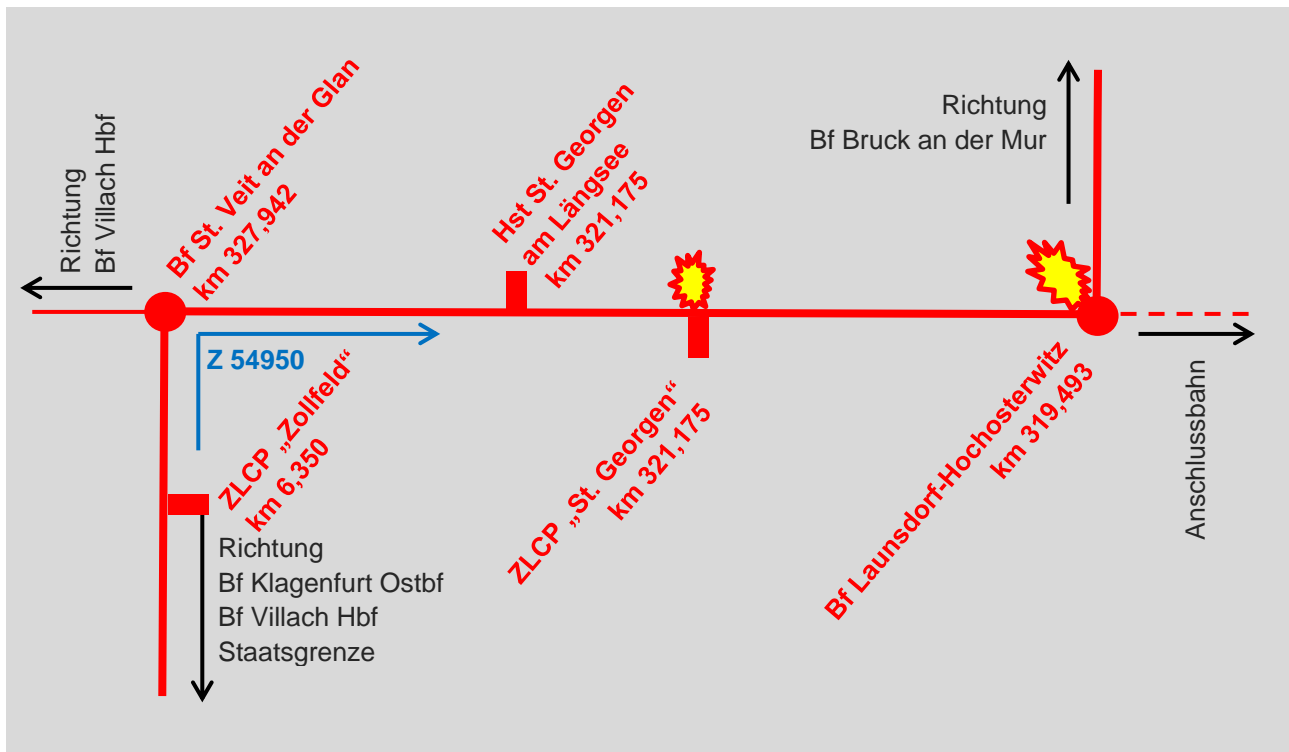 Richtung
Bf Villach Hbf
Bf St. Veit an der Glan
km 327,942
Hst St. Georgen
am Längsee
km 321,175
Richtung
Bf Bruck an der Mur
Z 54950
ZLCP „Zollfeld“
km 6,350
ZLCP „St. Georgen“
km 321,175
Bf Launsdorf-Hochosterwitz
km 319,493
Anschlussbahn
Richtung
Bf Klagenfurt Ostbf
Bf Villach Hbf
Staatsgrenze